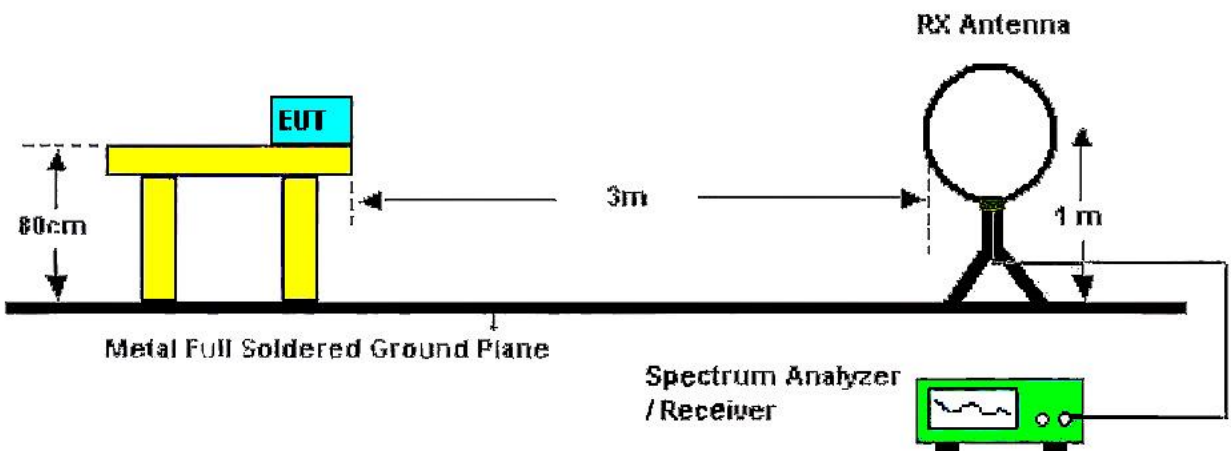 RX Antenna
EUT
3m
80cm
1 m
Metal Full Soldered Ground Plane
Spectrum Analyzer
/ Receiver